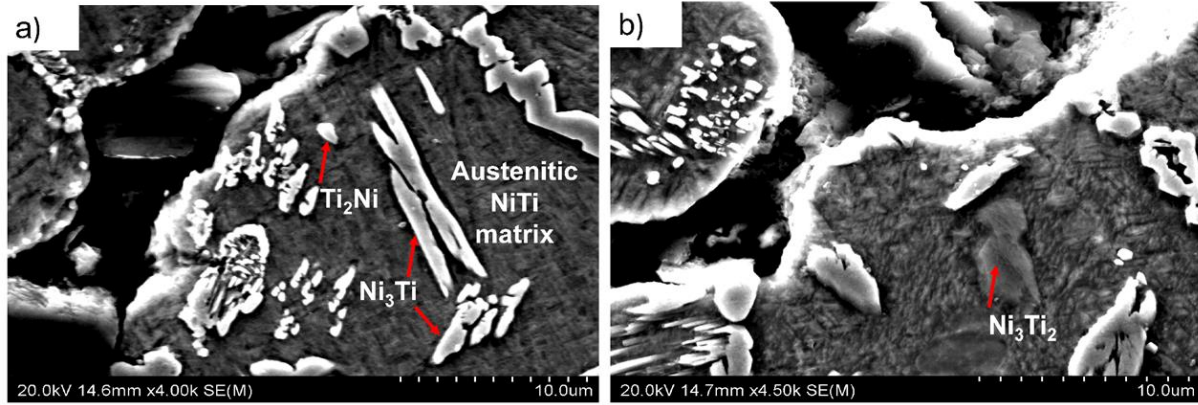 a)
Ti₂Ni
Austenitic
NiTi
matrix
Ni₃Ti
20.0kV 14.6mm x4.00k SE(M)
10.0um
b)
Ni₃Ti₂
20.0kV 14.7mm x4.50k SE(M)
10.0um